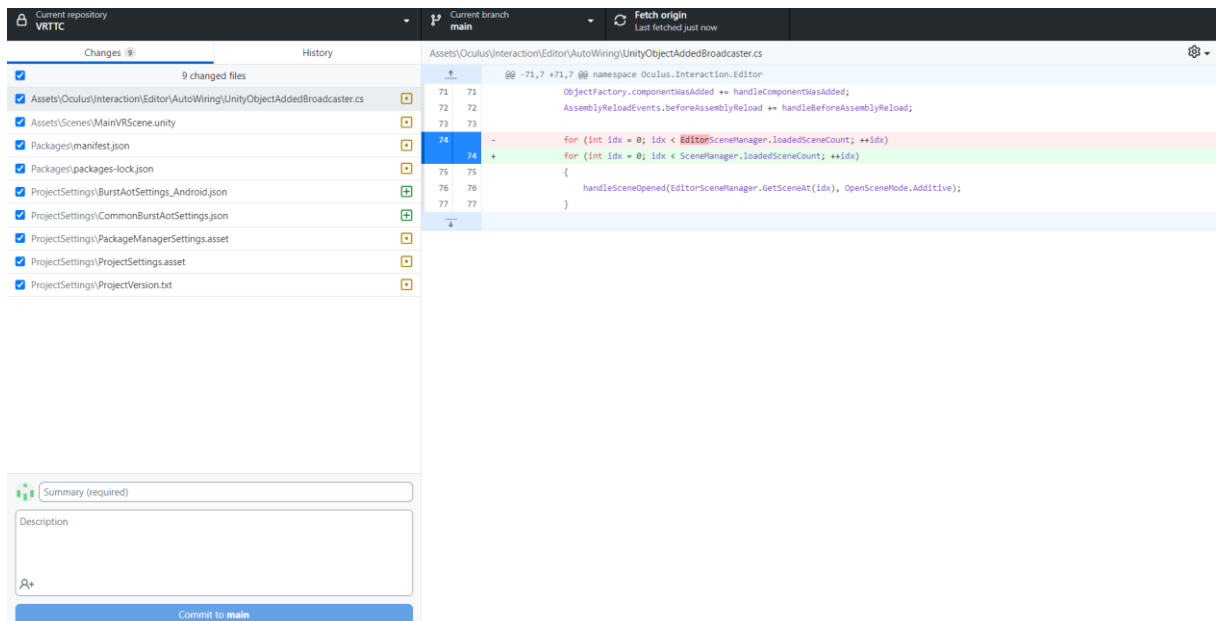 Current repository
VRTTC
Current branch
main
Fetch origin
Last fetched just now
Changes 9
History
9 changed files
Assets\Oculus\Interaction\Editor\AutoWiring\UnityObjectAddedBroadcaster.cs
Assets\Scenes\MainVRScene.unity
Packages\manifest.json
Packages\packages-lock.json
ProjectSettings\BurstAotSettings_Android.json
ProjectSettings\CommonBurstAotSettings.json
ProjectSettings\PackageManagerSettings.asset
ProjectSettings\ProjectSettings.asset
ProjectSettings\ProjectVersion.txt
Summary (required)
Description
Commit to main
Assets\Oculus\Interaction\Editor\AutoWiring\UnityObjectAddedBroadcaster.cs
@@ -71,7 +71,7 @@ namespace Oculus.Interaction.Editor
71 71 ObjectFactory.componentWasAdded += handleComponentWasAdded;
72 72 AssemblyReloadEvents.beforeAssemblyReload += handleBeforeAssemblyReload;
73 73
74 - for (int idx = 0; idx < EditorSceneManager.loadedSceneCount; ++idx)
74 + for (int idx = 0; idx < SceneManager.loadedSceneCount; ++idx)
75 75 {
76 76 handleSceneOpened(EditorSceneManager.GetSceneAt(idx), OpenSceneMode.Additive);
77 77 }